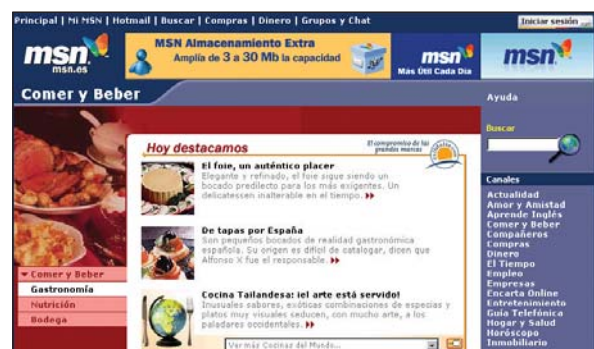 Principal | Mi MSN | Hotmail | Buscar | Compras | Dinero | Grupos y Chat
Iniciar sesión
msn
msn.es
MSN Almacenamiento Extra
Amplía de 3 a 30 Mb la capacidad
msn
Más Útil Cada Día
msn
Comer y Beber
Ayuda
Buscar
Hoy destacamos
El compromiso de las
grandes marcas
El foie, un auténtico placer
Elegante y refinado, el foie sigue siendo un
bocado predilecto para los más exigentes. Un
delicatessen inalterable en el tiempo.
De tapas por España
Son pequeños bocados de realidad gastronómica
española. Su origen es difícil de catalogar, dicen que
Alfonso X fue el responsable.
Cocina Tailandesa: ¡el arte está servido!
Inusuales sabores, exóticas combinaciones de especias y
platos muy visuales seducen, con mucho arte, a los
paladares occidentales.
Ver más Cocinas del Mundo...
Comer y Beber
Gastronomía
Nutrición
Bodega
Canales
Actualidad
Amor y Amistad
Aprende Inglés
Comer y Beber
Compañeros
Compras
Dinero
El Tiempo
Empleo
Empresas
Encarta Online
Entretenimiento
Guía Telefónica
Hogar y Salud
Horóscopo
Inmobiliario